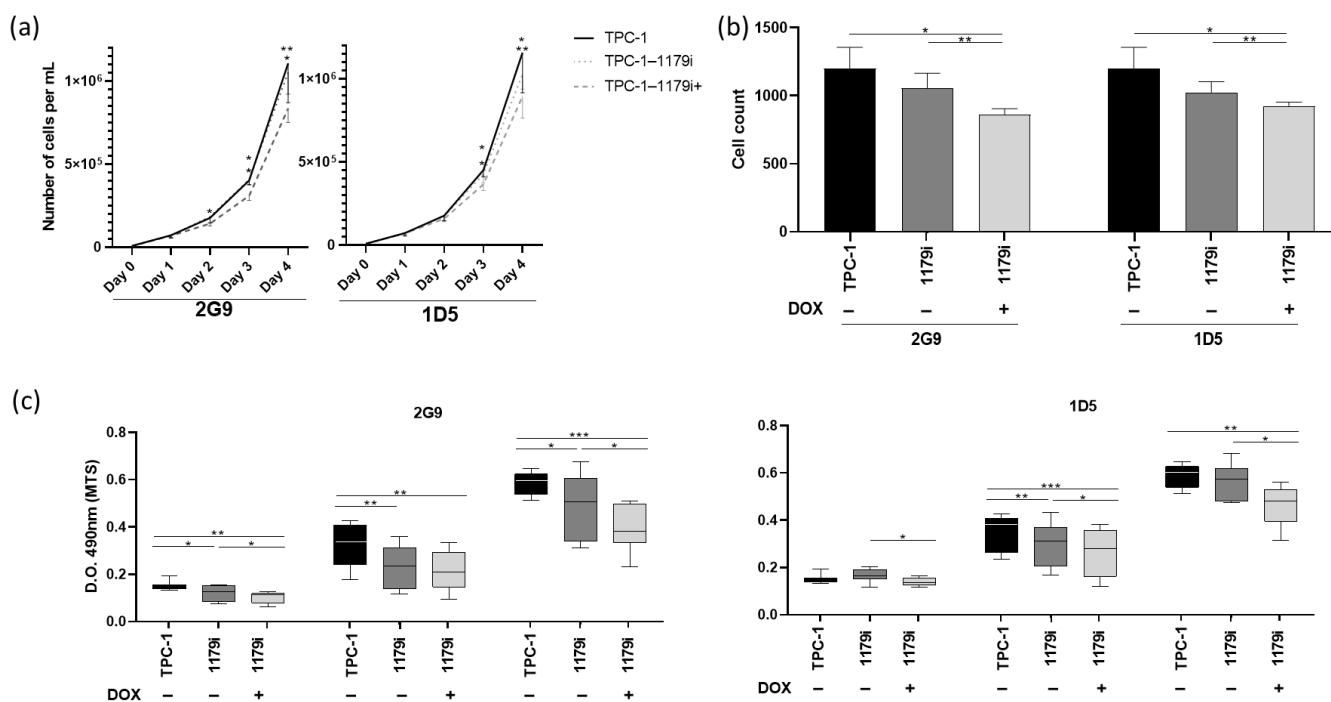 (a)
TPC-1
TPC-1–1179i
TPC-1–1179i+
Number of cells per mL
1×10⁶
5×10⁵
0
** *
* *
*
Day 0 Day 1 Day 2 Day 3 Day 4
2G9
1×10⁶
5×10⁵
0
* **
* *
Day 0 Day 1 Day 2 Day 3 Day 4
1D5
(b)
Cell count
1500
1000
500
0
* ** * **
TPC-1 1179i 1179i TPC-1 1179i 1179i
DOX – – + – – +
2G9 1D5
(c)
2G9
D.O. 490nm (MTS)
0.8
0.6
0.4
0.2
0.0
** * *
** **
*** * *
TPC-1 1179i 1179i TPC-1 1179i 1179i TPC-1 1179i 1179i
DOX – – + – – + – – +
1D5
0.8
0.6
0.4
0.2
0.0
*
*** ** *
** *
TPC-1 1179i 1179i TPC-1 1179i 1179i TPC-1 1179i 1179i
DOX – – + – – + – – +